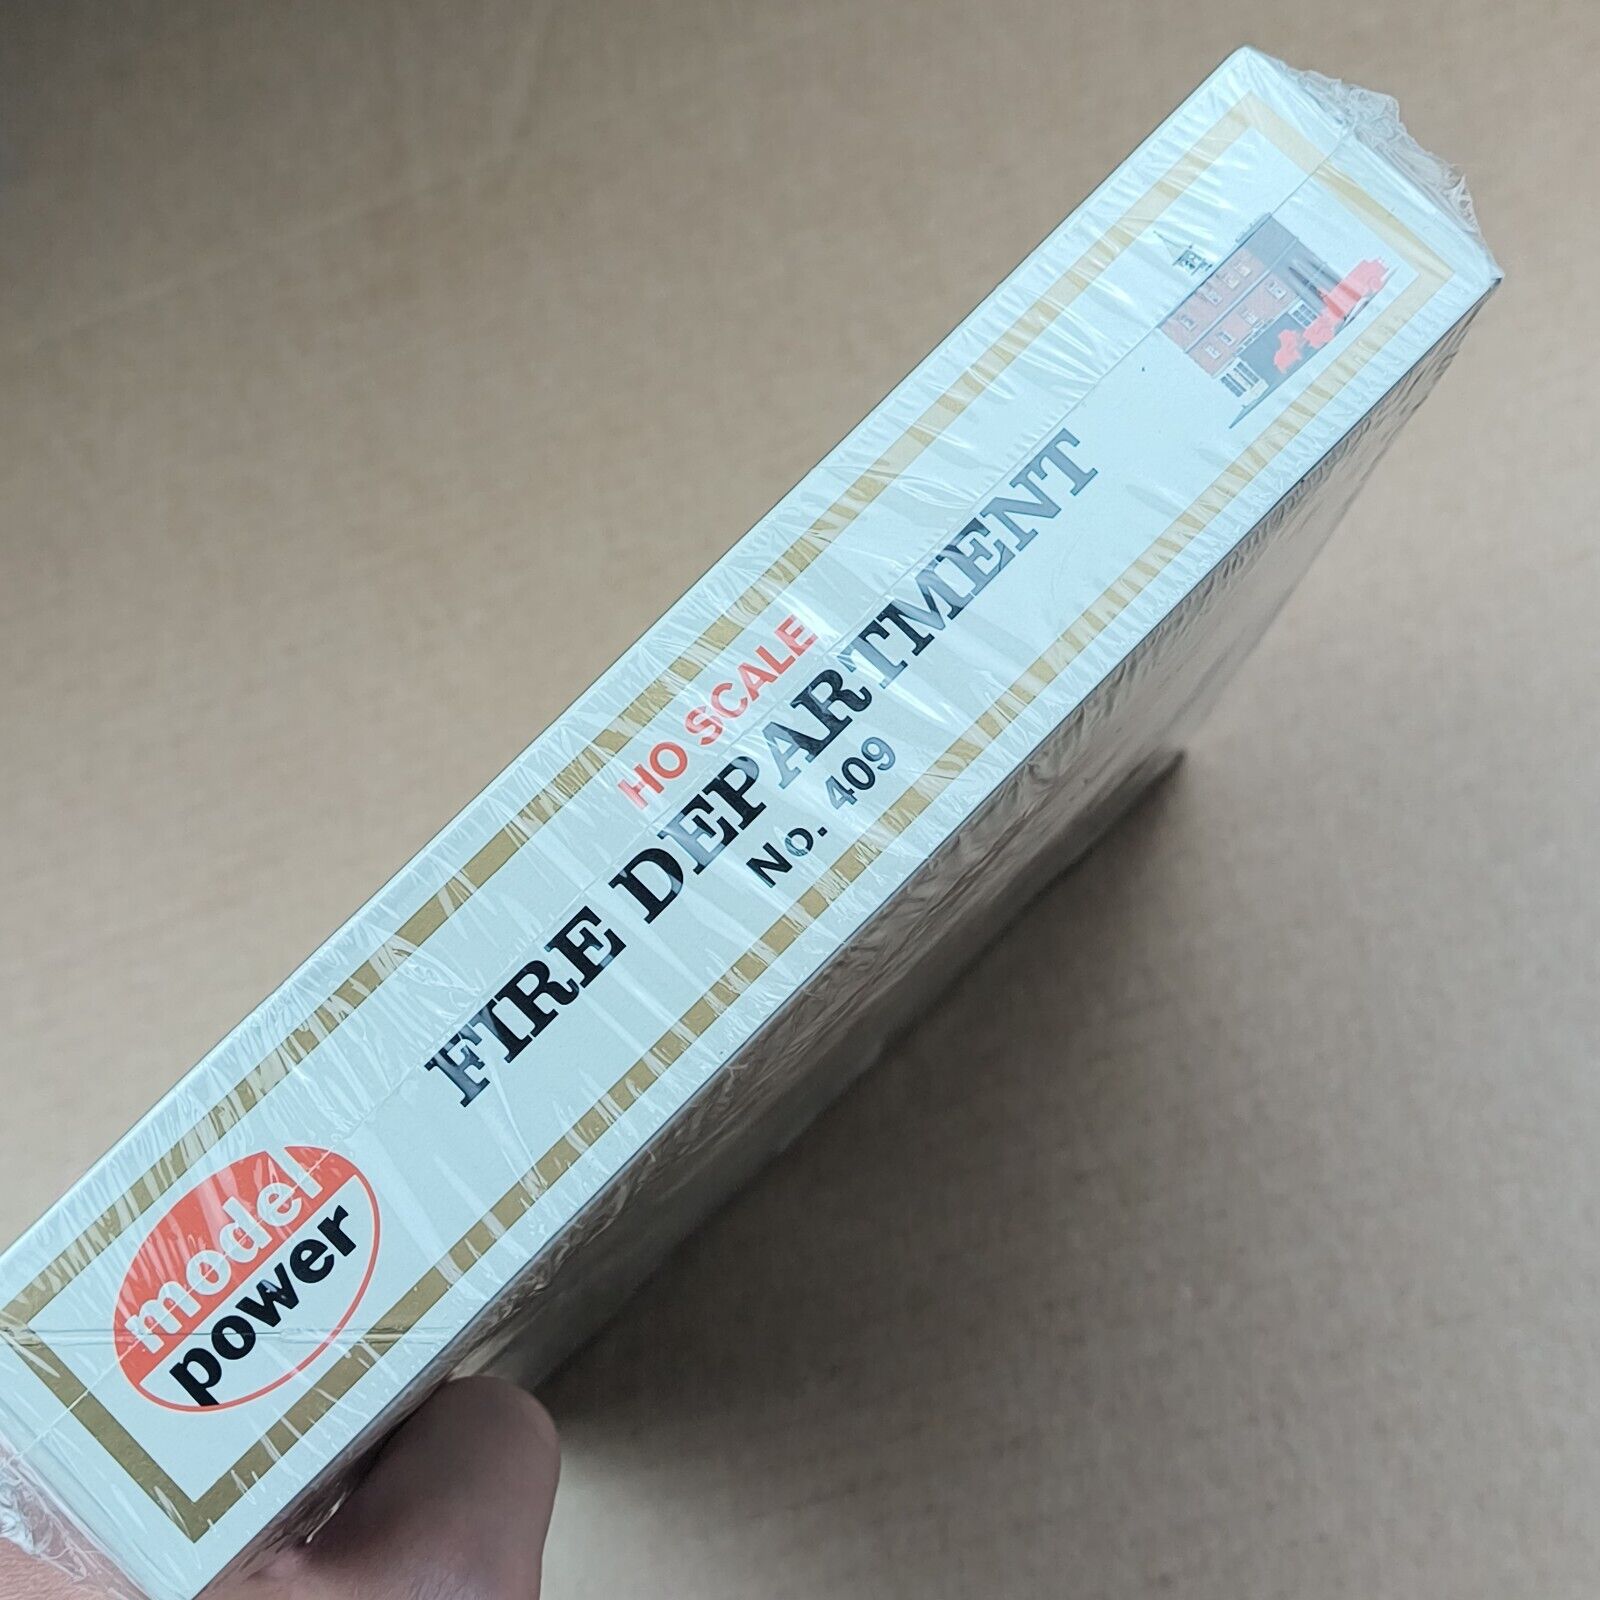 model
power
HO SCALE
FIRE DEPARTMENT
No. 409